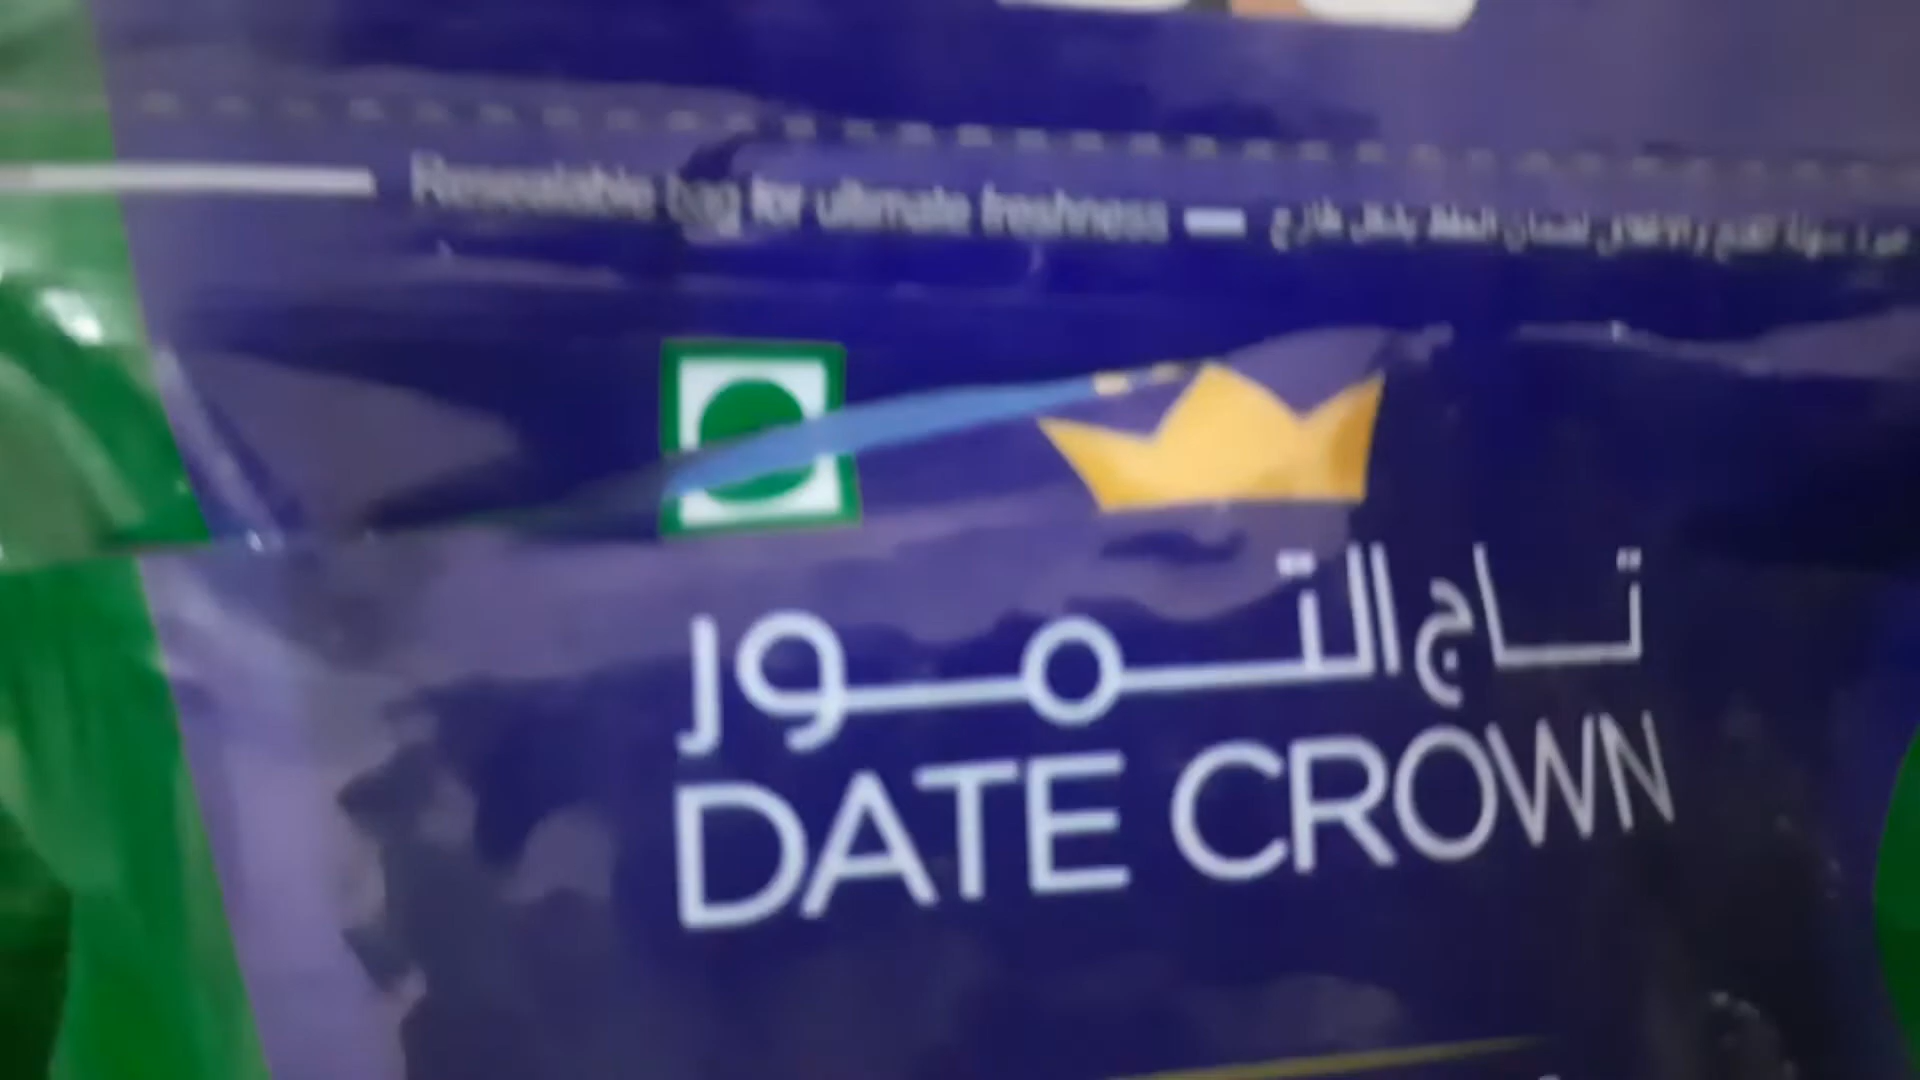 Resealable bag for ultimate freshness
تاج التمور
DATE CROWN